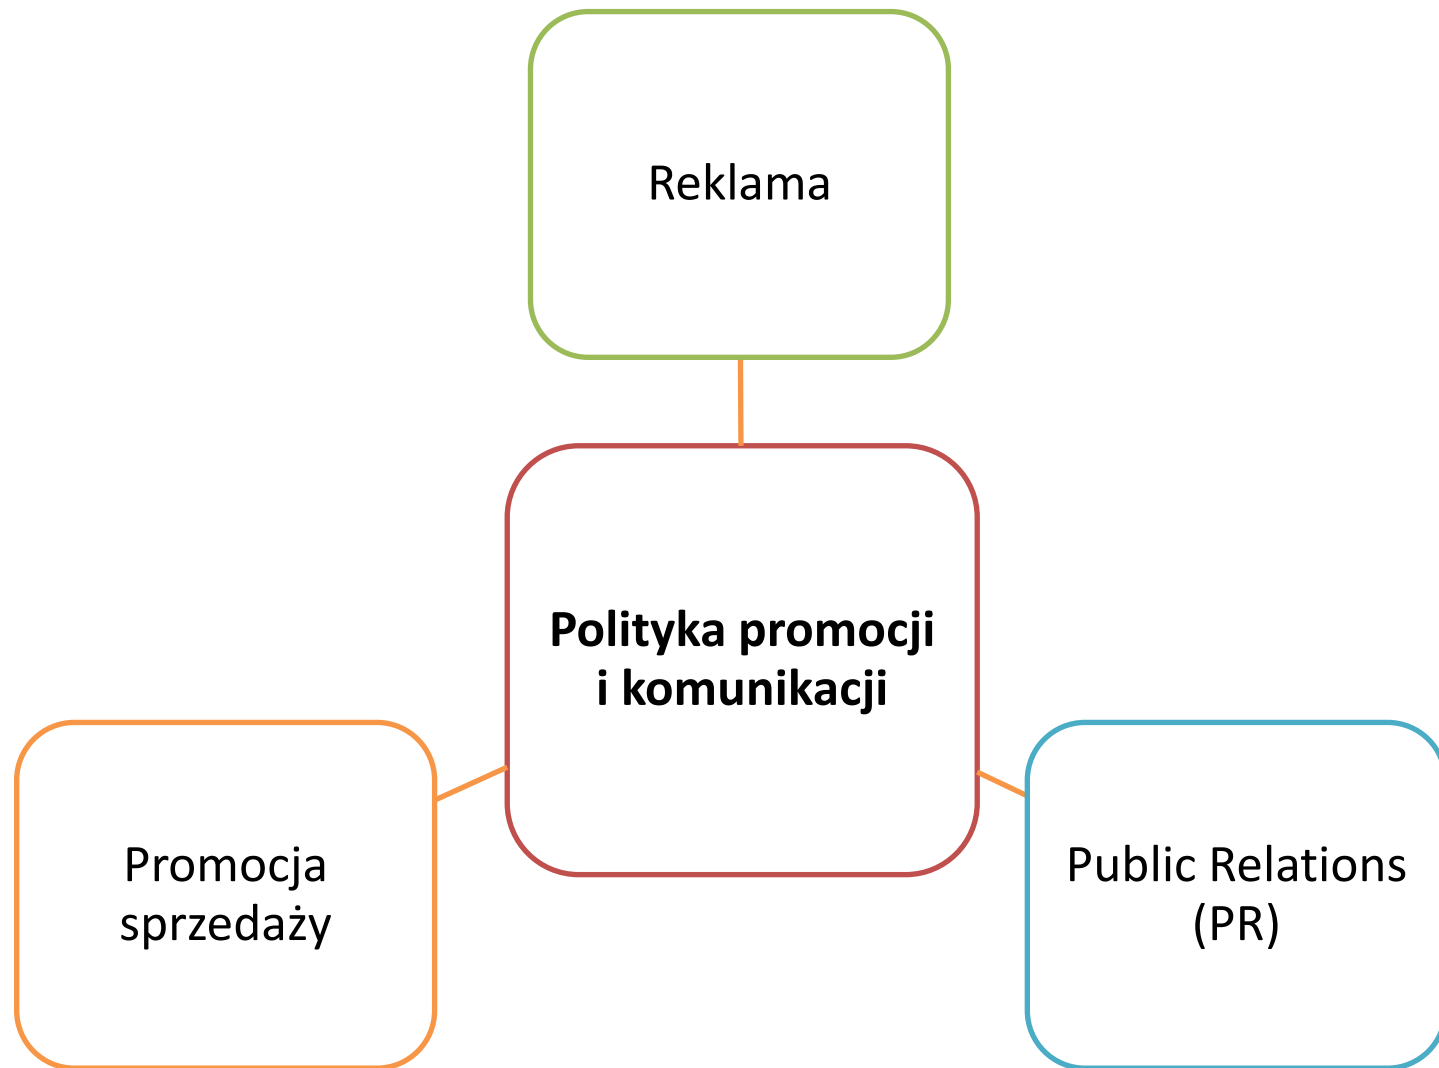 Reklama
Polityka promocji
i komunikacji
Promocja
sprzedaży
Public Relations
(PR)